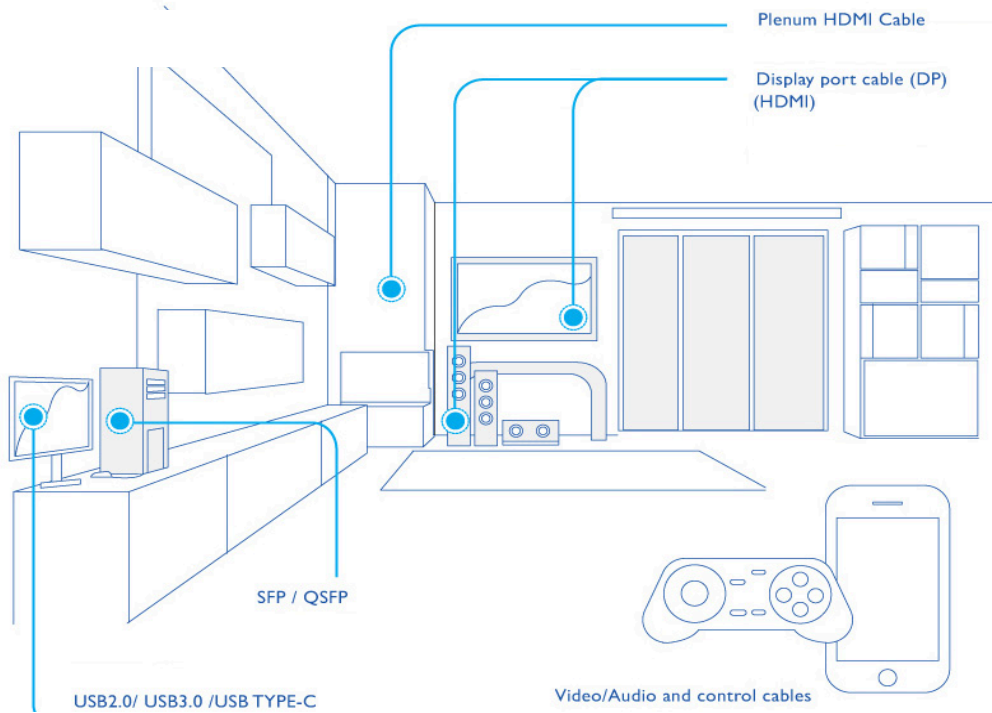 Plenum HDMI Cable
Display port cable (DP)
(HDMI)
SFP / QSFP
USB2.0/ USB3.0 /USB TYPE-C
Video/Audio and control cables